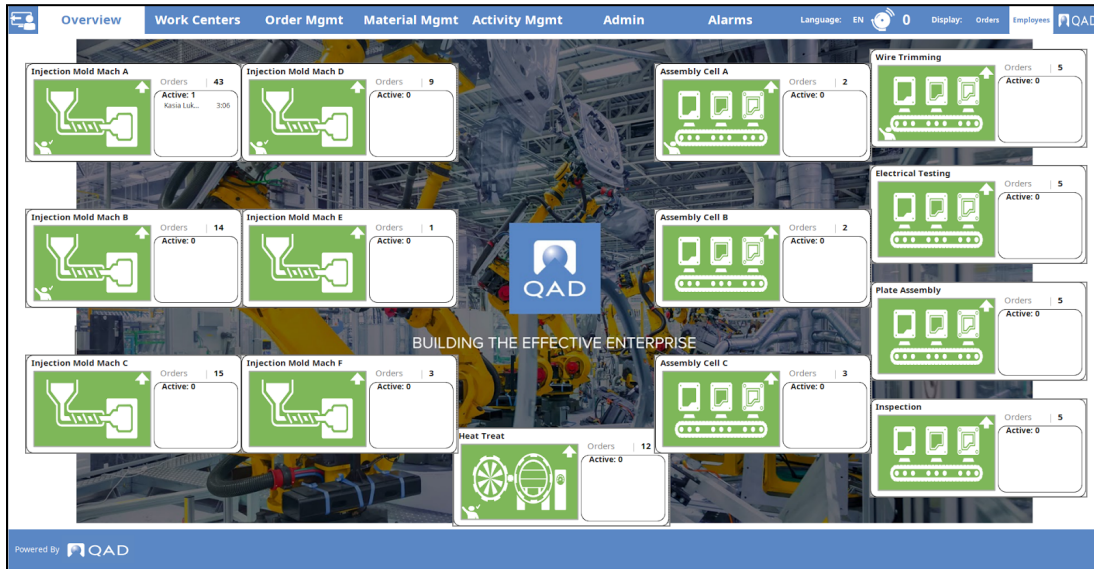 Overview Work Centers Order Mgmt Material Mgmt Activity Mgmt Admin Alarms Language: EN 0 Display: Orders Employees QAD
Injection Mold Mach A
Orders | 43
Active: 1
Kasia Luk... 3:06
Injection Mold Mach D
Orders | 9
Active: 0
Assembly Cell A
Orders | 2
Active: 0
Wire Trimming
Orders | 5
Active: 0
Electrical Testing
Orders | 5
Active: 0
Injection Mold Mach B
Orders | 14
Active: 0
Injection Mold Mach E
Orders | 1
Active: 0
Assembly Cell B
Orders | 2
Active: 0
QAD
BUILDING THE EFFECTIVE ENTERPRISE
Plate Assembly
Orders | 5
Active: 0
Injection Mold Mach C
Orders | 15
Active: 0
Injection Mold Mach F
Orders | 3
Active: 0
Assembly Cell C
Orders | 3
Active: 0
Inspection
Orders | 5
Active: 0
Heat Treat
Orders | 12
Active: 0
Powered By QAD